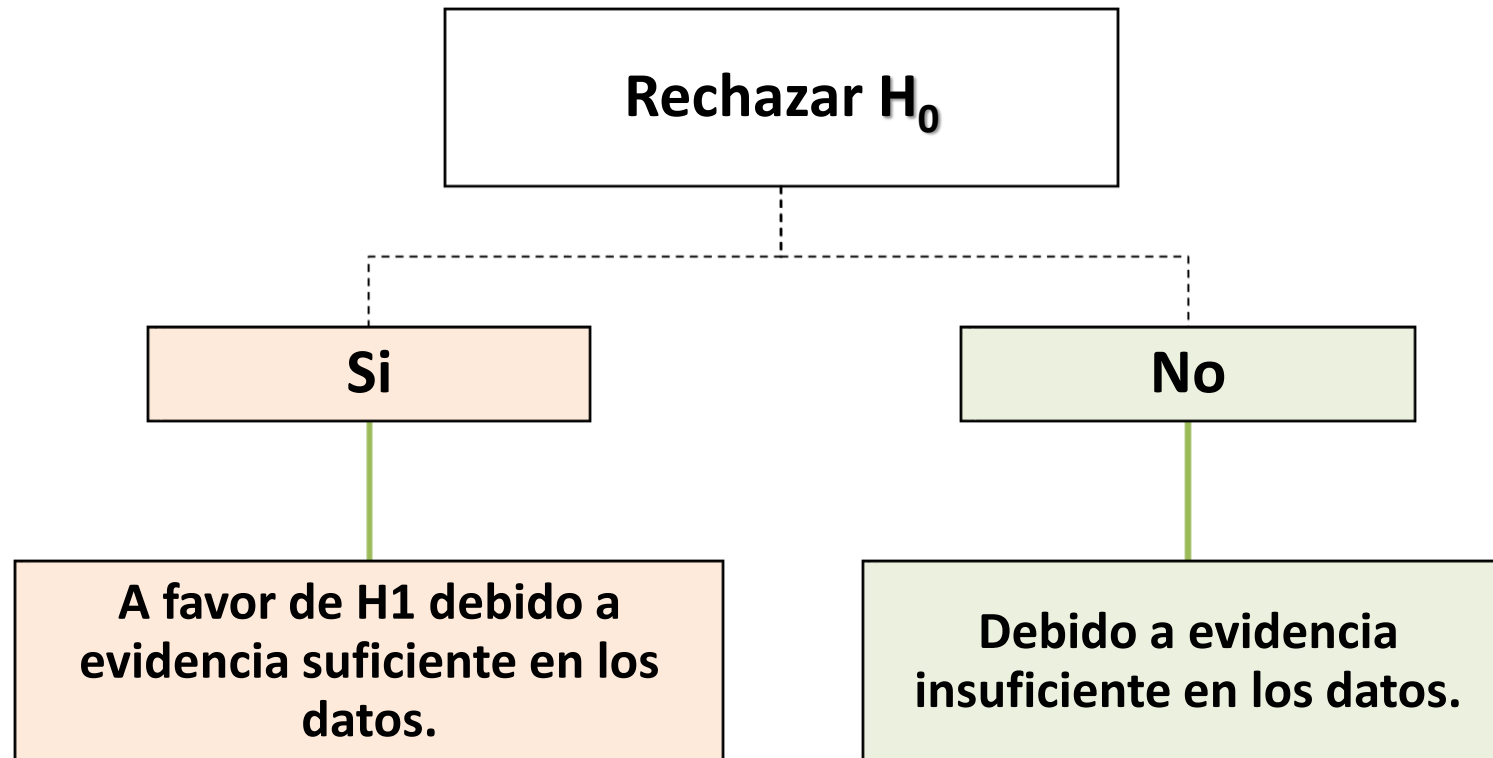 Rechazar H₀
Si
No
A favor de H1 debido a
evidencia suficiente en los
datos.
Debido a evidencia
insuficiente en los datos.